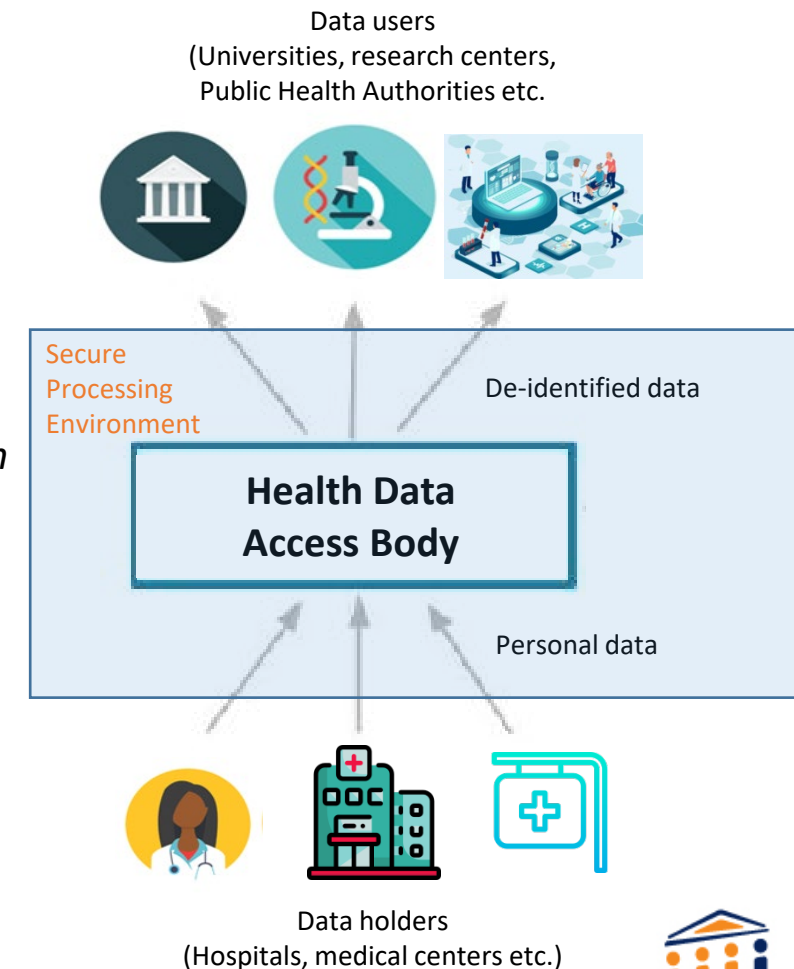 Data users
(Universities, research centers,
Public Health Authorities etc.
Secure
Processing
Environment
De-identified data
n
Health Data
Access Body
Personal data
Data holders
(Hospitals, medical centers etc.)